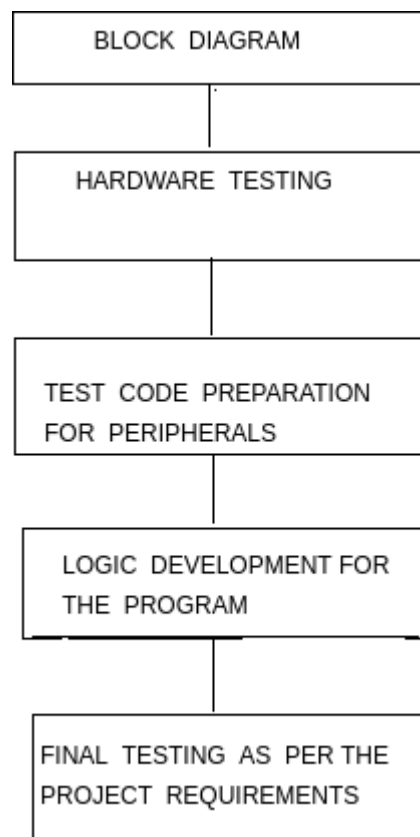 BLOCK DIAGRAM
HARDWARE TESTING
TEST CODE PREPARATION
FOR PERIPHERALS
LOGIC DEVELOPMENT FOR
THE PROGRAM
FINAL TESTING AS PER THE
PROJECT REQUIREMENTS